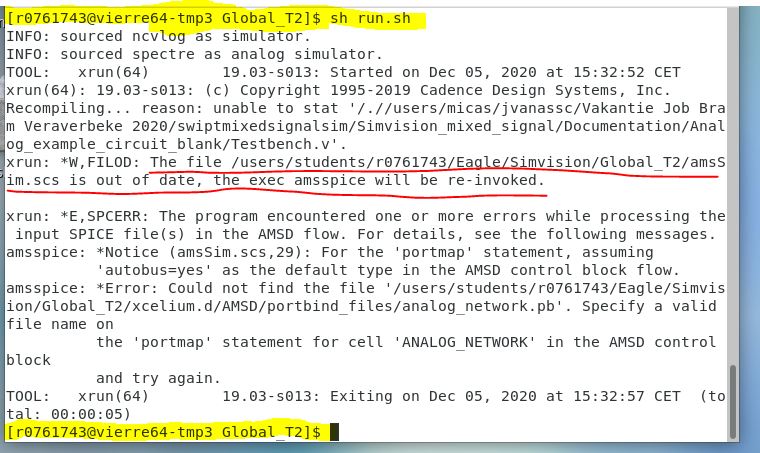 [r0761743@vierre64-tmp3 Global_T2]$ sh run.sh
INFO: sourced ncvlog as simulator.
INFO: sourced spectre as analog simulator.
TOOL:   xrun(64)        19.03-s013: Started on Dec 05, 2020 at 15:32:52 CET
xrun(64): 19.03-s013: (c) Copyright 1995-2019 Cadence Design Systems, Inc.
Recompiling... reason: unable to stat '/.//users/micas/jvanassc/Vakantie Job Bra
m Veraverbeke 2020/swiptmixedsignalsim/Simvision_mixed_signal/Documentation/Anal
og_example_circuit_blank/Testbench.v'.
xrun: *W,FILOD: The file /users/students/r0761743/Eagle/Simvision/Global_T2/amsS
im.scs is out of date, the exec amsspice will be re-invoked.
xrun: *E,SPCERR: The program encountered one or more errors while processing the
 input SPICE file(s) in the AMSD flow. For details, see the following messages.
amsspice: *Notice (amsSim.scs,29): For the 'portmap' statement, assuming
          'autobus=yes' as the default type in the AMSD control block flow.
amsspice: *Error: Could not find the file '/users/students/r0761743/Eagle/Simvis
ion/Global_T2/xcelium.d/AMSD/portbind_files/analog_network.pb'. Specify a valid
file name on
          the 'portmap' statement for cell 'ANALOG_NETWORK' in the AMSD control
block
          and try again.
TOOL:   xrun(64)        19.03-s013: Exiting on Dec 05, 2020 at 15:32:57 CET  (to
tal: 00:00:05)
[r0761743@vierre64-tmp3 Global_T2]$